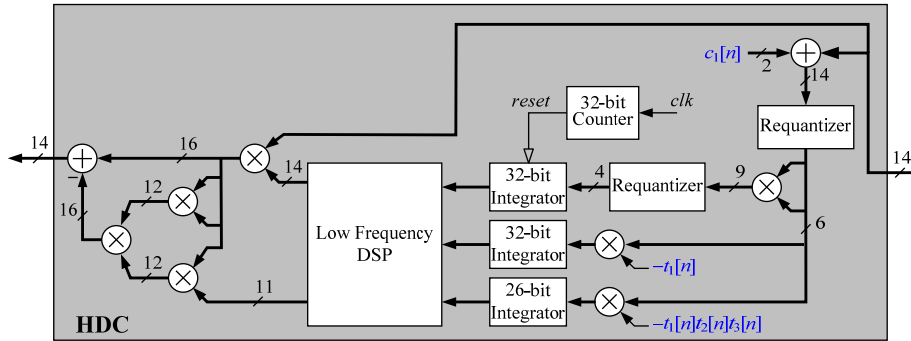 c₁[n]
2
14
reset
32-bit
Counter
clk
Requantizer
14
16
14
14
32-bit
Integrator
4
Requantizer
9
−
12
16
6
Low Frequency
DSP
32-bit
Integrator
−t₁[n]
12
11
26-bit
Integrator
−t₁[n]t₂[n]t₃[n]
HDC